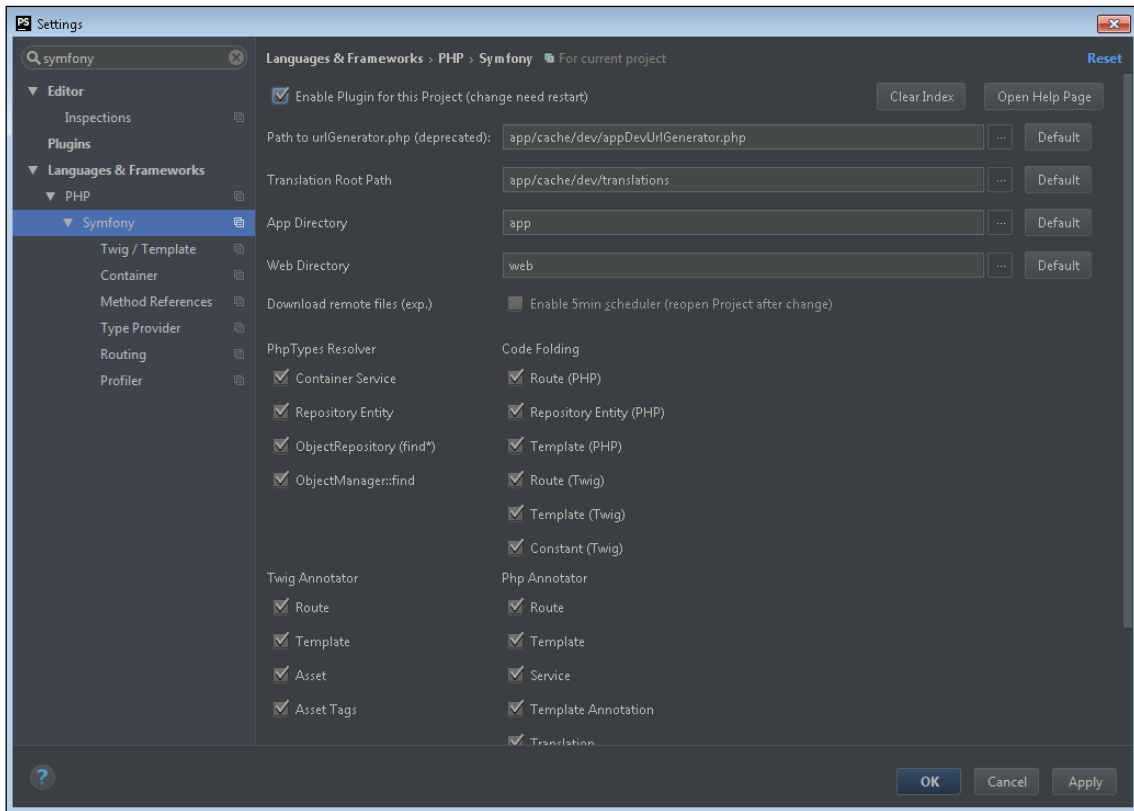 PS Settings
symfony
Languages & Frameworks › PHP › Symfony For current project Reset
Editor
Inspections
Plugins
Languages & Frameworks
PHP
Symfony
Twig / Template
Container
Method References
Type Provider
Routing
Profiler
Enable Plugin for this Project (change need restart) Clear Index Open Help Page
Path to urlGenerator.php (deprecated): app/cache/dev/appDevUrlGenerator.php ... Default
Translation Root Path app/cache/dev/translations ... Default
App Directory app ... Default
Web Directory web ... Default
Download remote files (exp.) Enable 5min scheduler (reopen Project after change)
PhpTypes Resolver Code Folding
Container Service Route (PHP)
Repository Entity Repository Entity (PHP)
ObjectRepository (find*) Template (PHP)
ObjectManager::find Route (Twig)
Template (Twig)
Constant (Twig)
Twig Annotator Php Annotator
Route Route
Template Template
Asset Service
Asset Tags Template Annotation
Translation
? OK Cancel Apply